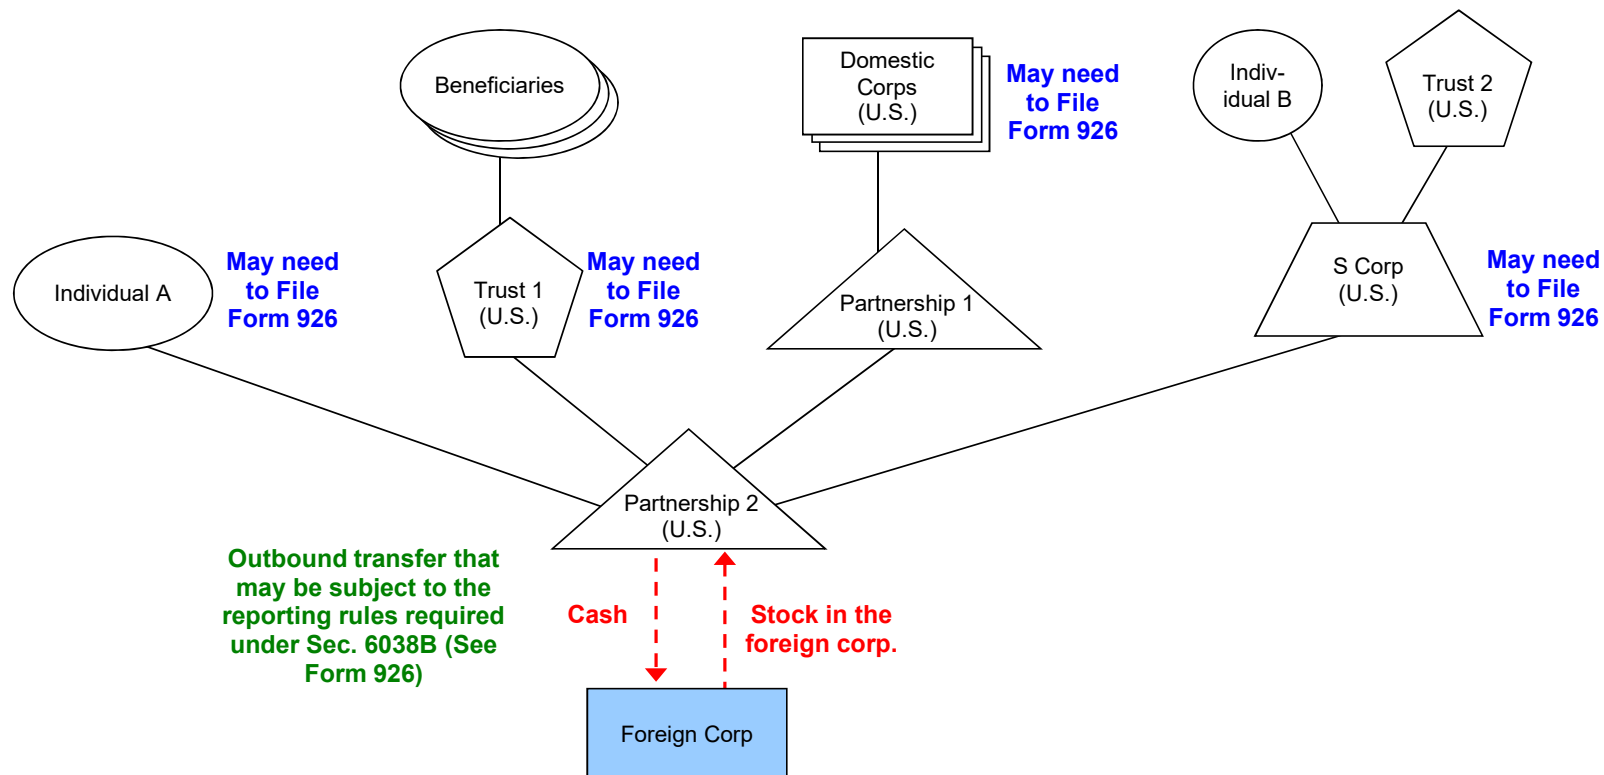 Beneficiaries
Domestic
Corps
(U.S.)
May need
to File
Form 926
Indiv-
idual B
Trust 2
(U.S.)
Individual A
May need
to File
Form 926
Trust 1
(U.S.)
May need
to File
Form 926
Partnership 1
(U.S.)
S Corp
(U.S.)
May need
to File
Form 926
Partnership 2
(U.S.)
Outbound transfer that
may be subject to the
reporting rules required
under Sec. 6038B (See
Form 926)
Cash
Stock in the
foreign corp.
Foreign Corp